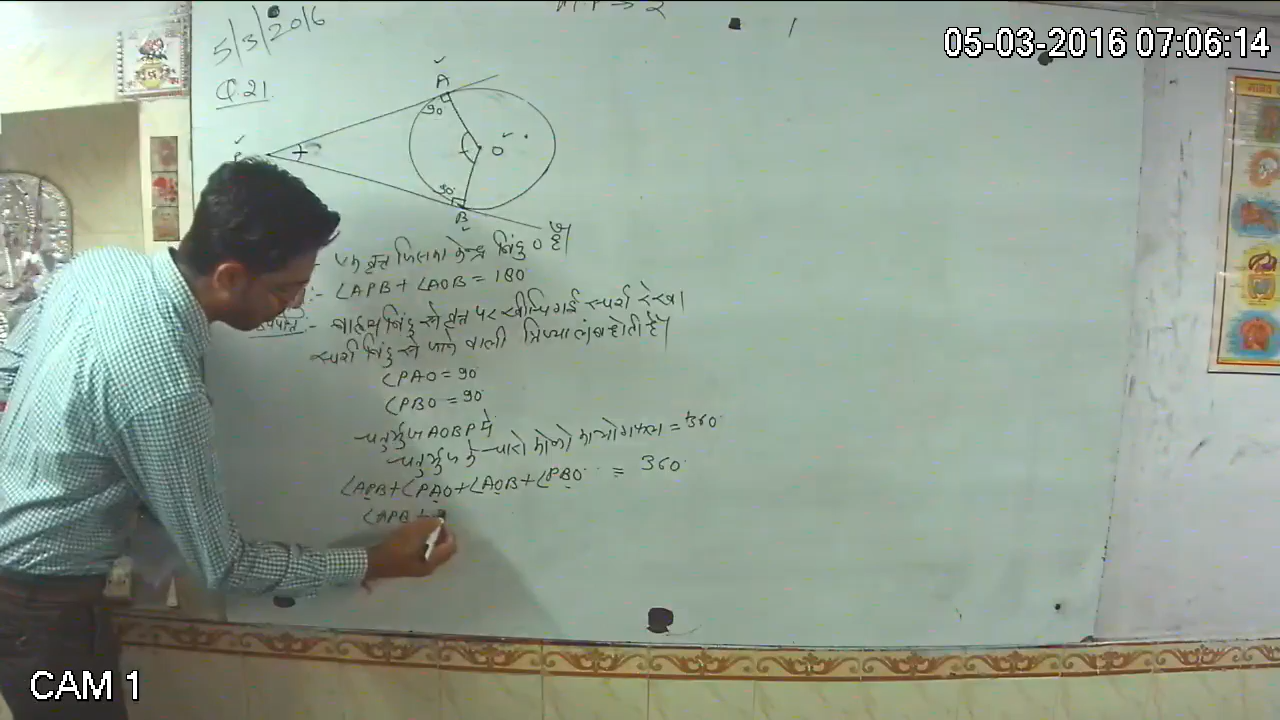 M.P → 2
5/3/2016
05-03-2016 07:06:14
Q.21
A
90
P
O
90
B
एक वृत्त जिसका केन्द्र बिंदु O है।
∠APB + ∠AOB = 180
:- बाह्य बिंदु से वृत्त पर खींची गई स्पर्श रेखा
स्पर्श बिंदु से जाने वाली त्रिज्या लंब होती है।
∠PAO = 90°
∠PBO = 90°
चतुर्भुज AOBP में
चतुर्भुज के चारो कोणो का योगफल = 360°
∠APB + ∠PAO + ∠AOB + ∠PBO = 360°
∠APB +
CAM 1